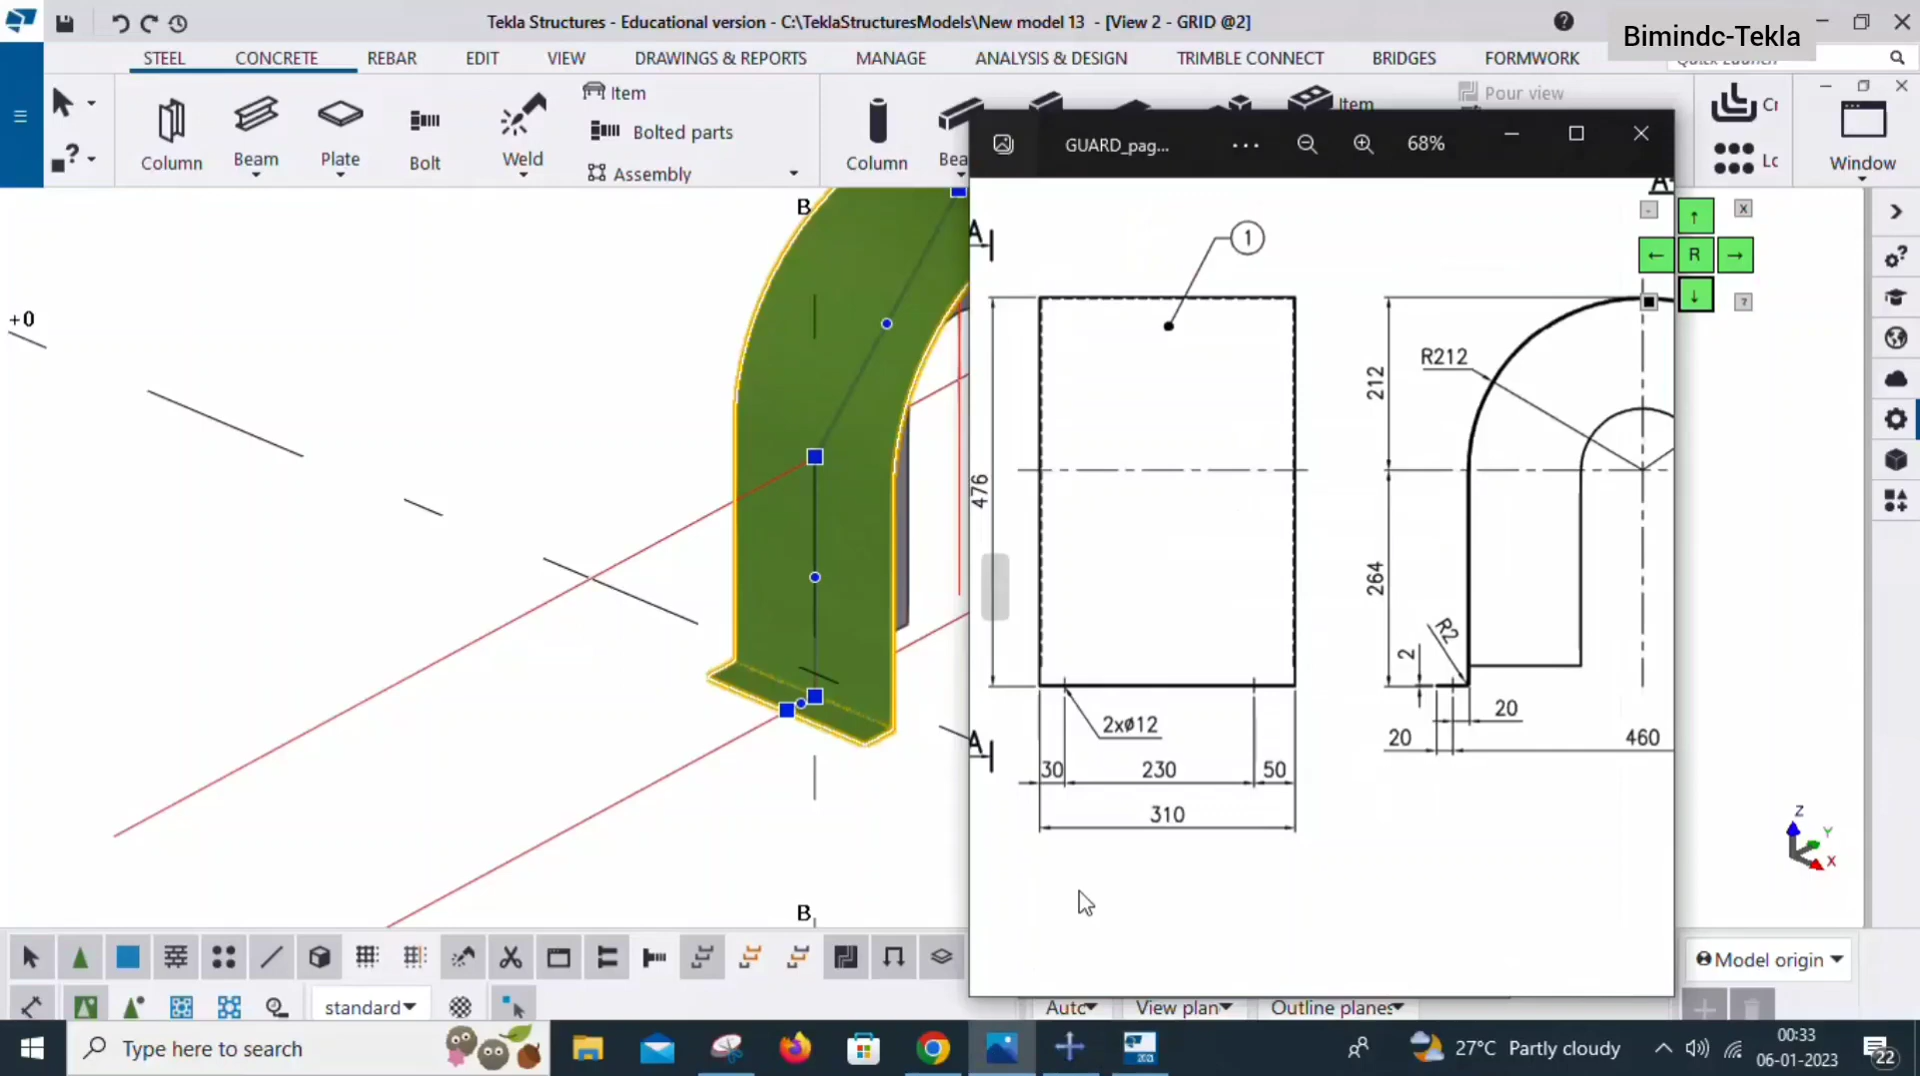 Tekla Structures - Educational version - C:\TeklaStructuresModels\New model 13 - [View 2 - GRID @2]
Bimindc-Tekla
STEEL CONCRETE REBAR EDIT VIEW DRAWINGS & REPORTS MANAGE ANALYSIS & DESIGN TRIMBLE CONNECT BRIDGES FORMWORK
Item
Bolted parts
Assembly
Column Beam Plate Bolt Weld
Column Bea
Item
Pour view
Window
GUARD_pag...
68%
B
+0
A
A
1
R212
212
476
264
R2
2
2xø12
20
20
460
A
30 230 50
310
R
X
?
Z
Y
X
B
Model origin
standard
Auto
View plan
Outline planes
Type here to search
27°C Partly cloudy
00:33
06-01-2023
22